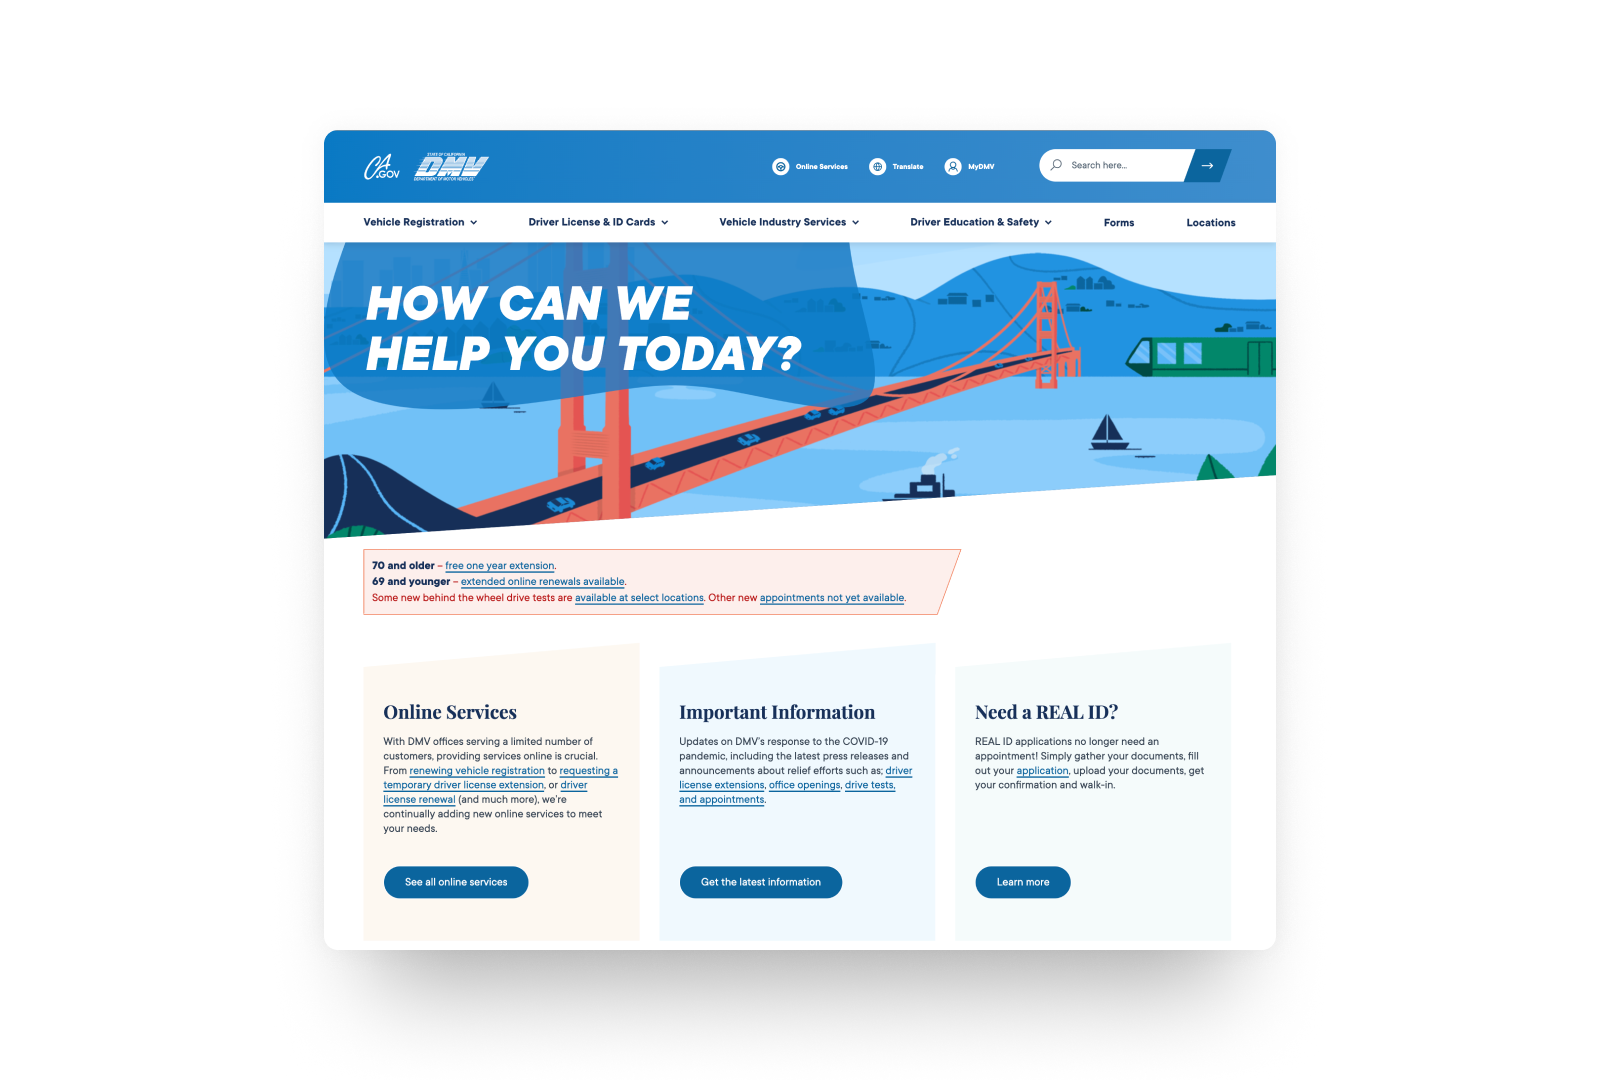 CA
.GOV
STATE OF CALIFORNIA
DMV
DEPARTMENT OF MOTOR VEHICLES
Online Services
Translate
MyDMV
Search here...
Vehicle Registration
Driver License & ID Cards
Vehicle Industry Services
Driver Education & Safety
Forms
Locations
HOW CAN WE
HELP YOU TODAY?
70 and older – free one year extension.
69 and younger – extended online renewals available.
Some new behind the wheel drive tests are available at select locations. Other new appointments not yet available.
Online Services
With DMV offices serving a limited number of
customers, providing services online is crucial.
From renewing vehicle registration to requesting a
temporary driver license extension, or driver
license renewal (and much more), we're
continually adding new online services to meet
your needs.
See all online services
Important Information
Updates on DMV's response to the COVID-19
pandemic, including the latest press releases and
announcements about relief efforts such as; driver
license extensions, office openings, drive tests,
and appointments.
Get the latest information
Need a REAL ID?
REAL ID applications no longer need an
appointment! Simply gather your documents, fill
out your application, upload your documents, get
your confirmation and walk-in.
Learn more